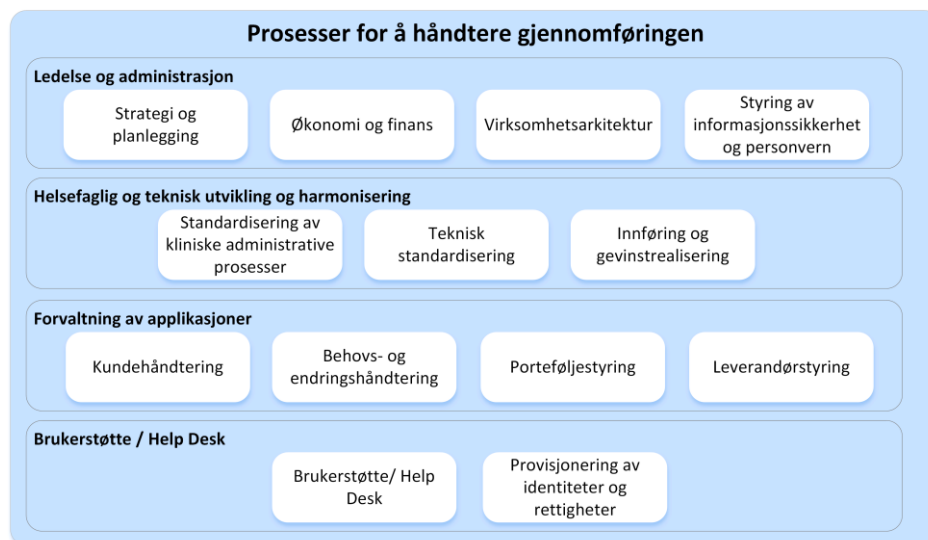 Prosesser for å håndtere gjennomføringen
Ledelse og administrasjon
Strategi og
planlegging
Økonomi og finans
Virksomhetsarkitektur
Styring av
informasjonssikkerhet
og personvern
Helsefaglig og teknisk utvikling og harmonisering
Standardisering av
kliniske administrative
prosesser
Teknisk
standardisering
Innføring og
gevinstrealisering
Forvaltning av applikasjoner
Kundehåndtering
Behovs- og
endringshåndtering
Porteføljestyring
Leverandørstyring
Brukerstøtte / Help Desk
Brukerstøtte/ Help
Desk
Provisjonering av
identiteter og
rettigheter